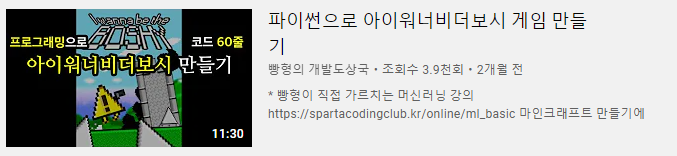 I wanna be the
BOSHY
프로그래밍으로
코드 60줄
아이워너비더보시 만들기
11:30
파이썬으로 아이워너비더보시 게임 만들
기
빵형의 개발도상국 • 조회수 3.9천회 • 2개월 전
* 빵형이 직접 가르치는 머신러닝 강의
https://spartacodingclub.kr/online/ml_basic 마인크래프트 만들기에